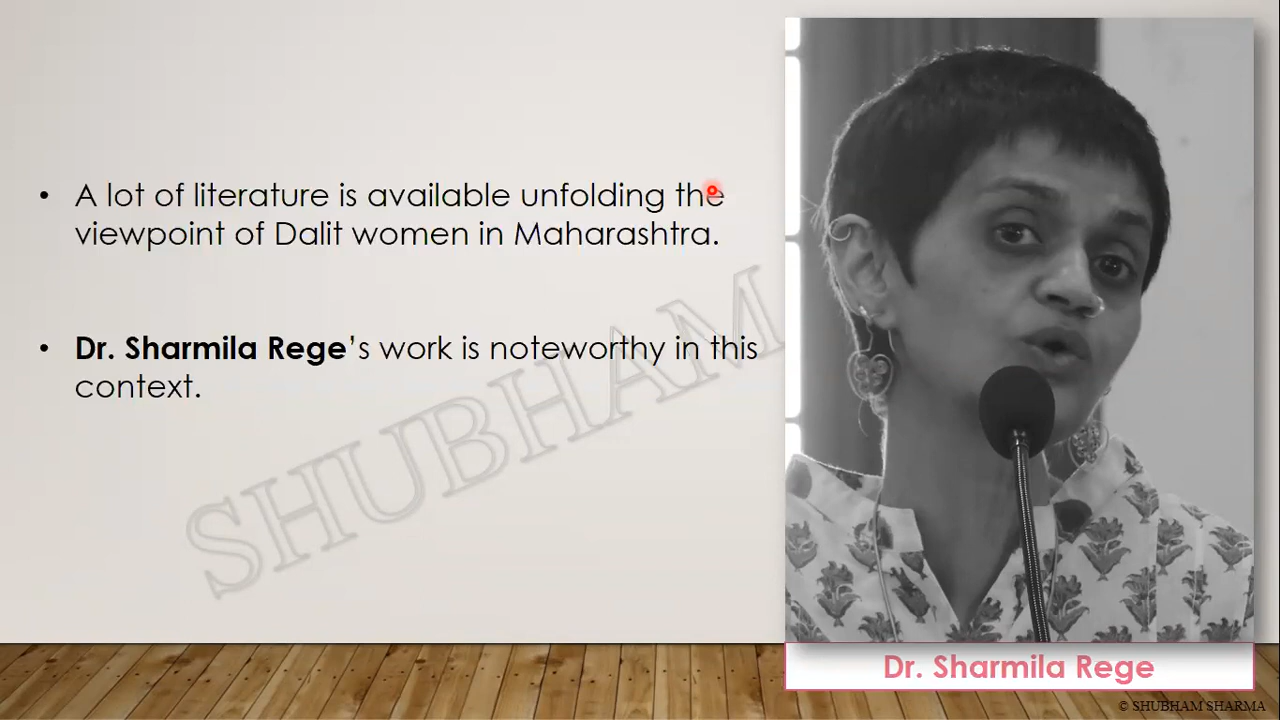 • A lot of literature is available unfolding the
viewpoint of Dalit women in Maharashtra.
• Dr. Sharmila Rege’s work is noteworthy in this
context.
SHUBHAM
Dr. Sharmila Rege
© SHUBHAM SHARMA